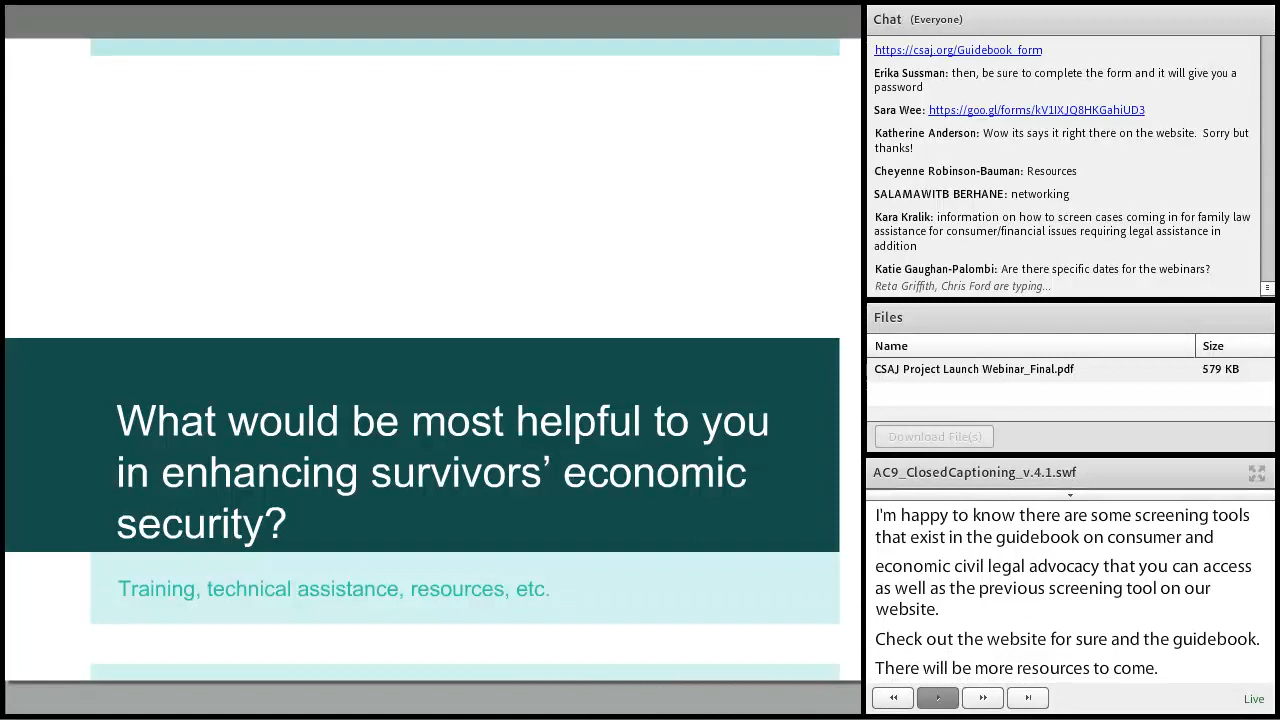 What would be most helpful to you
in enhancing survivors’ economic
security?
Training, technical assistance, resources, etc.
Chat (Everyone)
https://csaj.org/Guidebook_form
Erika Sussman: then, be sure to complete the form and it will give you a
password
Sara Wee: https://goo.gl/forms/kV1IXJQ8HKGahiUD3
Katherine Anderson: Wow its says it right there on the website. Sorry but
thanks!
Cheyenne Robinson-Bauman: Resources
SALAMAWITB BERHANE: networking
Kara Kralik: information on how to screen cases coming in for family law
assistance for consumer/financial issues requiring legal assistance in
addition
Katie Gaughan-Palombi: Are there specific dates for the webinars?
Reta Griffith, Chris Ford are typing...
Files
Name Size
CSAJ Project Launch Webinar_Final.pdf 579 KB
Download File(s)
AC9_ClosedCaptioning_v.4.1.swf
I'm happy to know there are some screening tools
that exist in the guidebook on consumer and
economic civil legal advocacy that you can access
as well as the previous screening tool on our
website.
Check out the website for sure and the guidebook.
There will be more resources to come.
Live